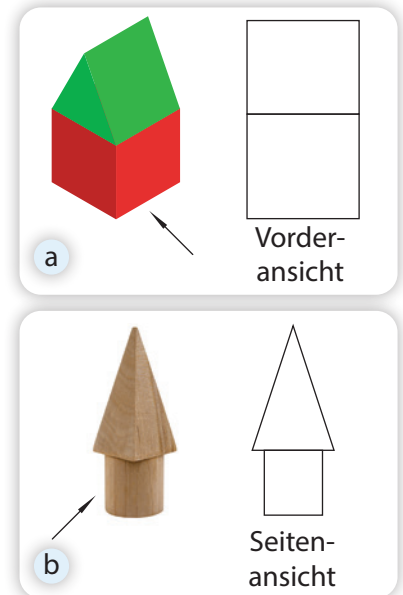 Vorder-
ansicht
a
Seiten-
ansicht
b